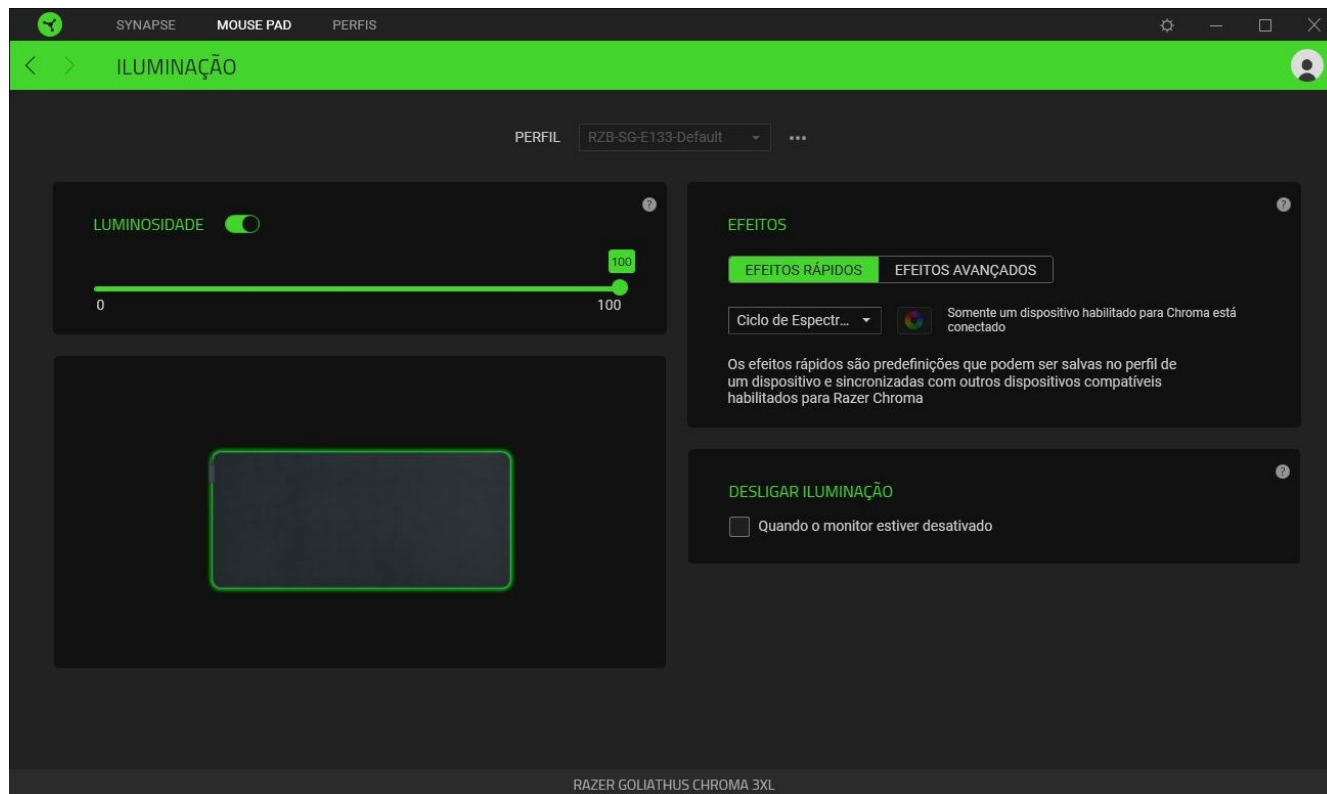 SYNAPSE MOUSE PAD PERFIS
ILUMINAÇÃO
PERFIL RZB-SG-E133-Default
LUMINOSIDADE
100
0 100
EFEITOS
EFEITOS RÁPIDOS EFEITOS AVANÇADOS
Ciclo de Espectr... Somente um dispositivo habilitado para Chroma está
conectado
Os efeitos rápidos são predefinições que podem ser salvas no perfil de
um dispositivo e sincronizadas com outros dispositivos compatíveis
habilitados para Razer Chroma
DESLIGAR ILUMINAÇÃO
Quando o monitor estiver desativado
RAZER GOLIATHUS CHROMA 3XL